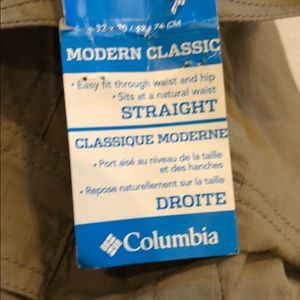 MODERN CLASSIC
• Easy fit through waist and hip
• Sits at a natural waist
STRAIGHT
CLASSIQUE MODERNE
• Port aisé au niveau de la taille
et des hanches
• Repose naturellement sur la taille
DROITE
Columbia